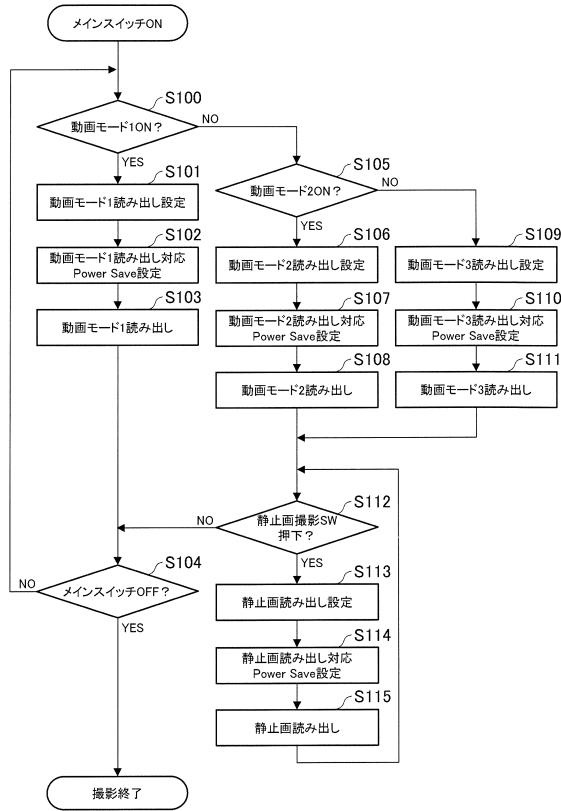 メインスイッチON
S100
動画モード1ON？
NO
YES
S101
動画モード1読み出し設定
S102
動画モード1読み出し対応
Power Save設定
S103
動画モード1読み出し
S105
動画モード2ON？
NO
YES
S106
動画モード2読み出し設定
S107
動画モード2読み出し対応
Power Save設定
S108
動画モード2読み出し
S109
動画モード3読み出し設定
S110
動画モード3読み出し対応
Power Save設定
S111
動画モード3読み出し
S112
静止画撮影SW
押下？
NO
YES
S113
静止画読み出し設定
S114
静止画読み出し対応
Power Save設定
S115
静止画読み出し
S104
メインスイッチOFF？
NO
YES
撮影終了